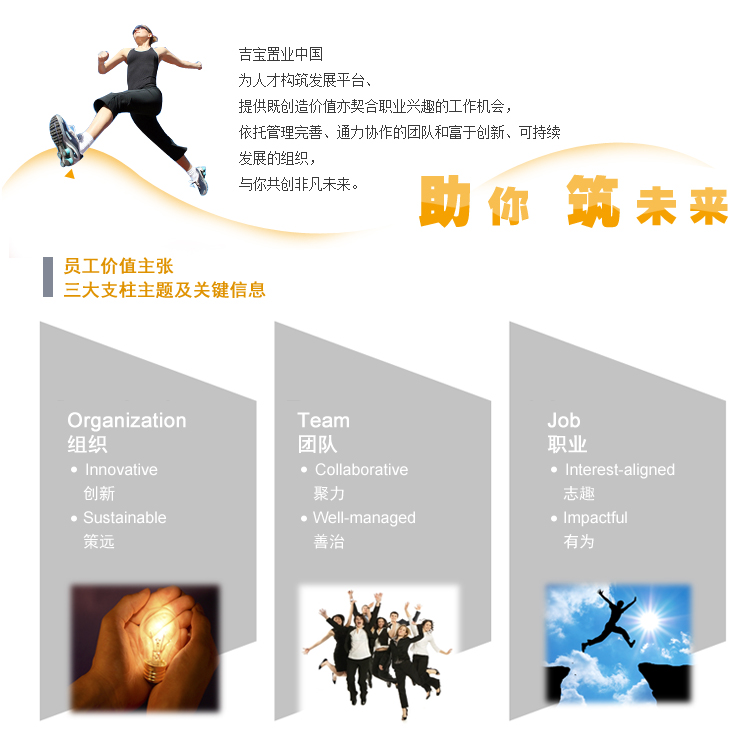 吉宝置业中国
为人才构筑发展平台、
提供既创造价值亦契合职业兴趣的工作机会，
依托管理完善、通力协作的团队和富于创新、可持续
发展的组织，
与你共创非凡未来。
助你 筑未来
员工价值主张
三大支柱主题及关键信息
Organization
组织
• Innovative
创新
• Sustainable
策远
Team
团队
• Collaborative
聚力
• Well-managed
善治
Job
职业
• Interest-aligned
志趣
• Impactful
有为